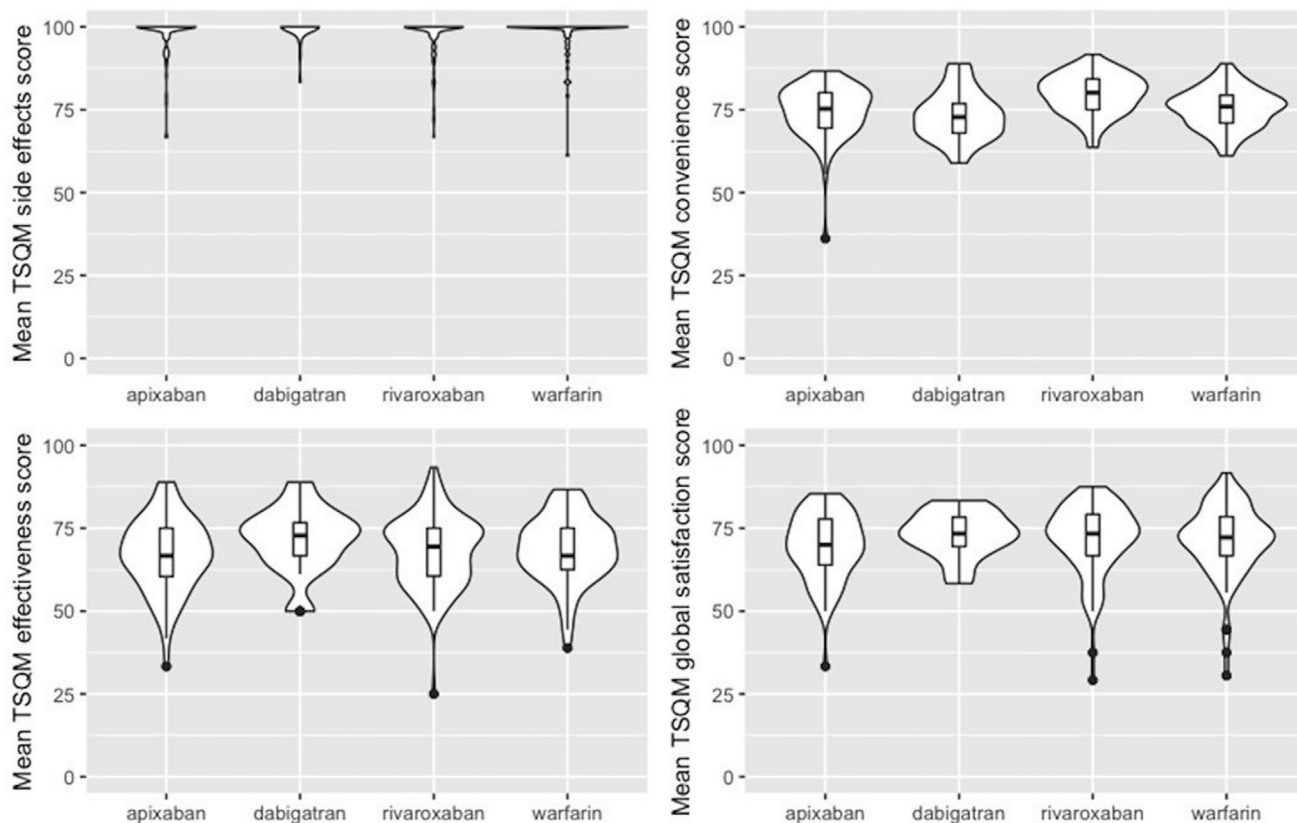 Mean TSQM side effects score
100
75
50
25
0
apixaban dabigatran rivaroxaban warfarin
Mean TSQM convenience score
100
75
50
25
0
apixaban dabigatran rivaroxaban warfarin
Mean TSQM effectiveness score
100
75
50
25
0
apixaban dabigatran rivaroxaban warfarin
Mean TSQM global satisfaction score
100
75
50
25
0
apixaban dabigatran rivaroxaban warfarin